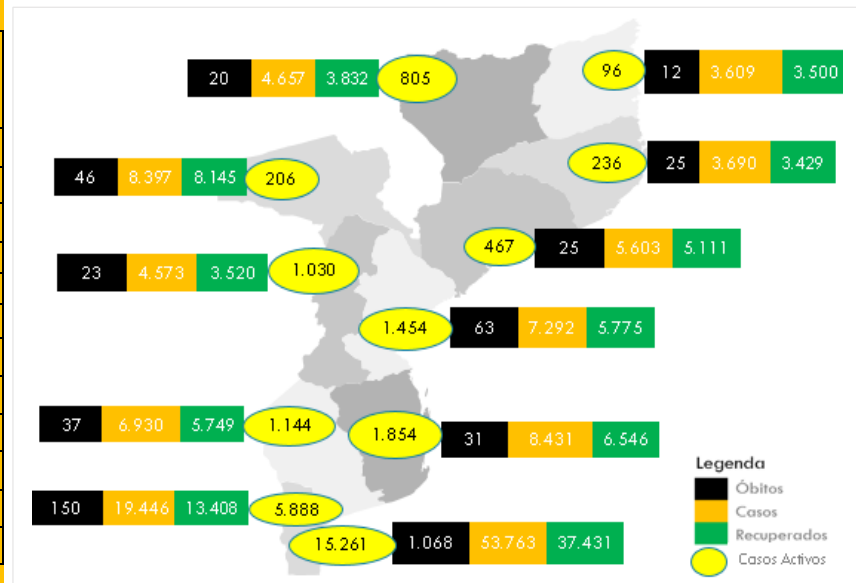 20 4.657 3.832 805
96 12 3.609 3.500
46 8.397 8.145 206
236 25 3.690 3.429
467 25 5.603 5.111
23 4.573 3.520 1.030
1.454 63 7.292 5.775
37 6.930 5.749 1.144
1.854 31 8.431 6.546
150 19.446 13.408 5.888
15.261 1.068 53.763 37.431
Legenda
Óbitos
Casos
Recuperados
Casos Activos